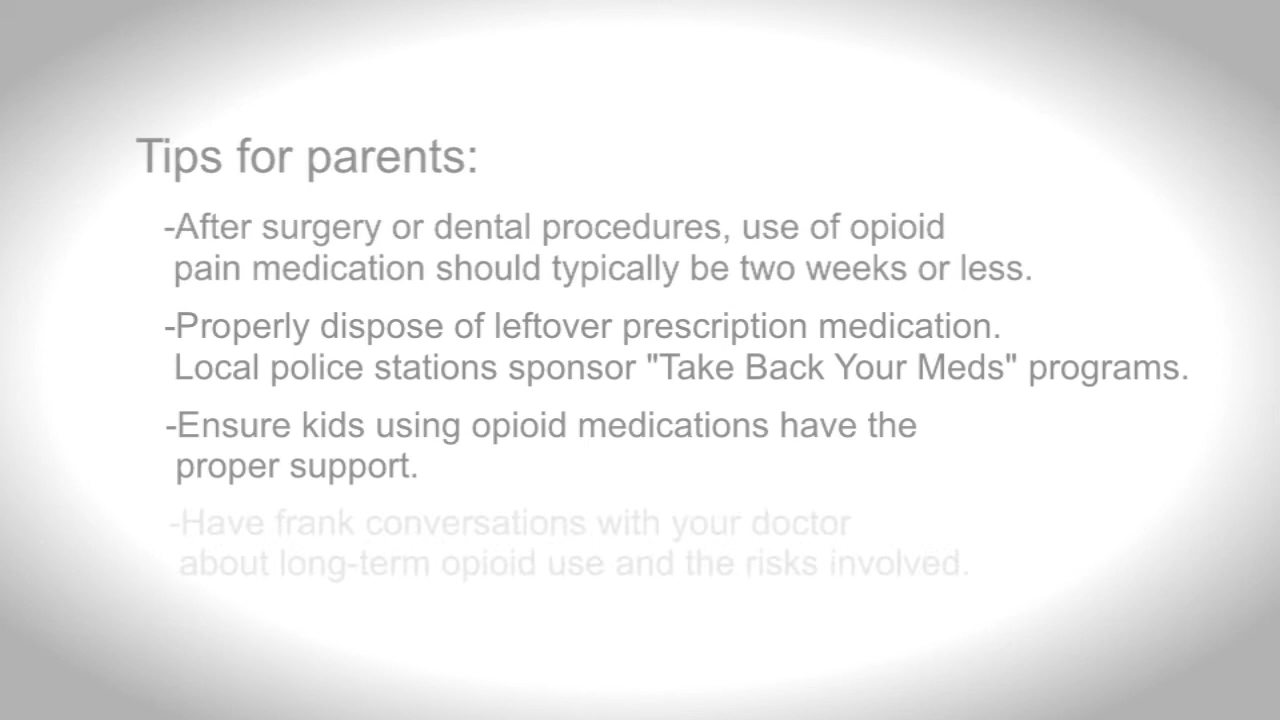 Tips for parents:
-After surgery or dental procedures, use of opioid
pain medication should typically be two weeks or less.
-Properly dispose of leftover prescription medication.
Local police stations sponsor "Take Back Your Meds" programs.
-Ensure kids using opioid medications have the
proper support.
-Have frank conversations with your doctor
about long-term opioid use and the risks involved.